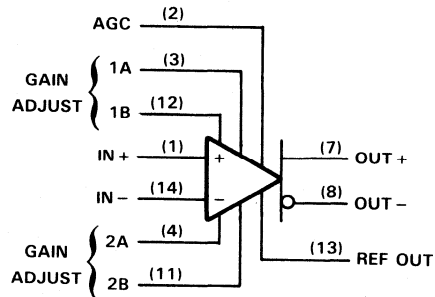 AGC (2)
1A (3)
GAIN
ADJUST
1B (12)
IN + (1) +
(7) OUT +
IN − (14) −
(8) OUT −
2A (4)
GAIN
ADJUST
(13) REF OUT
2B (11)